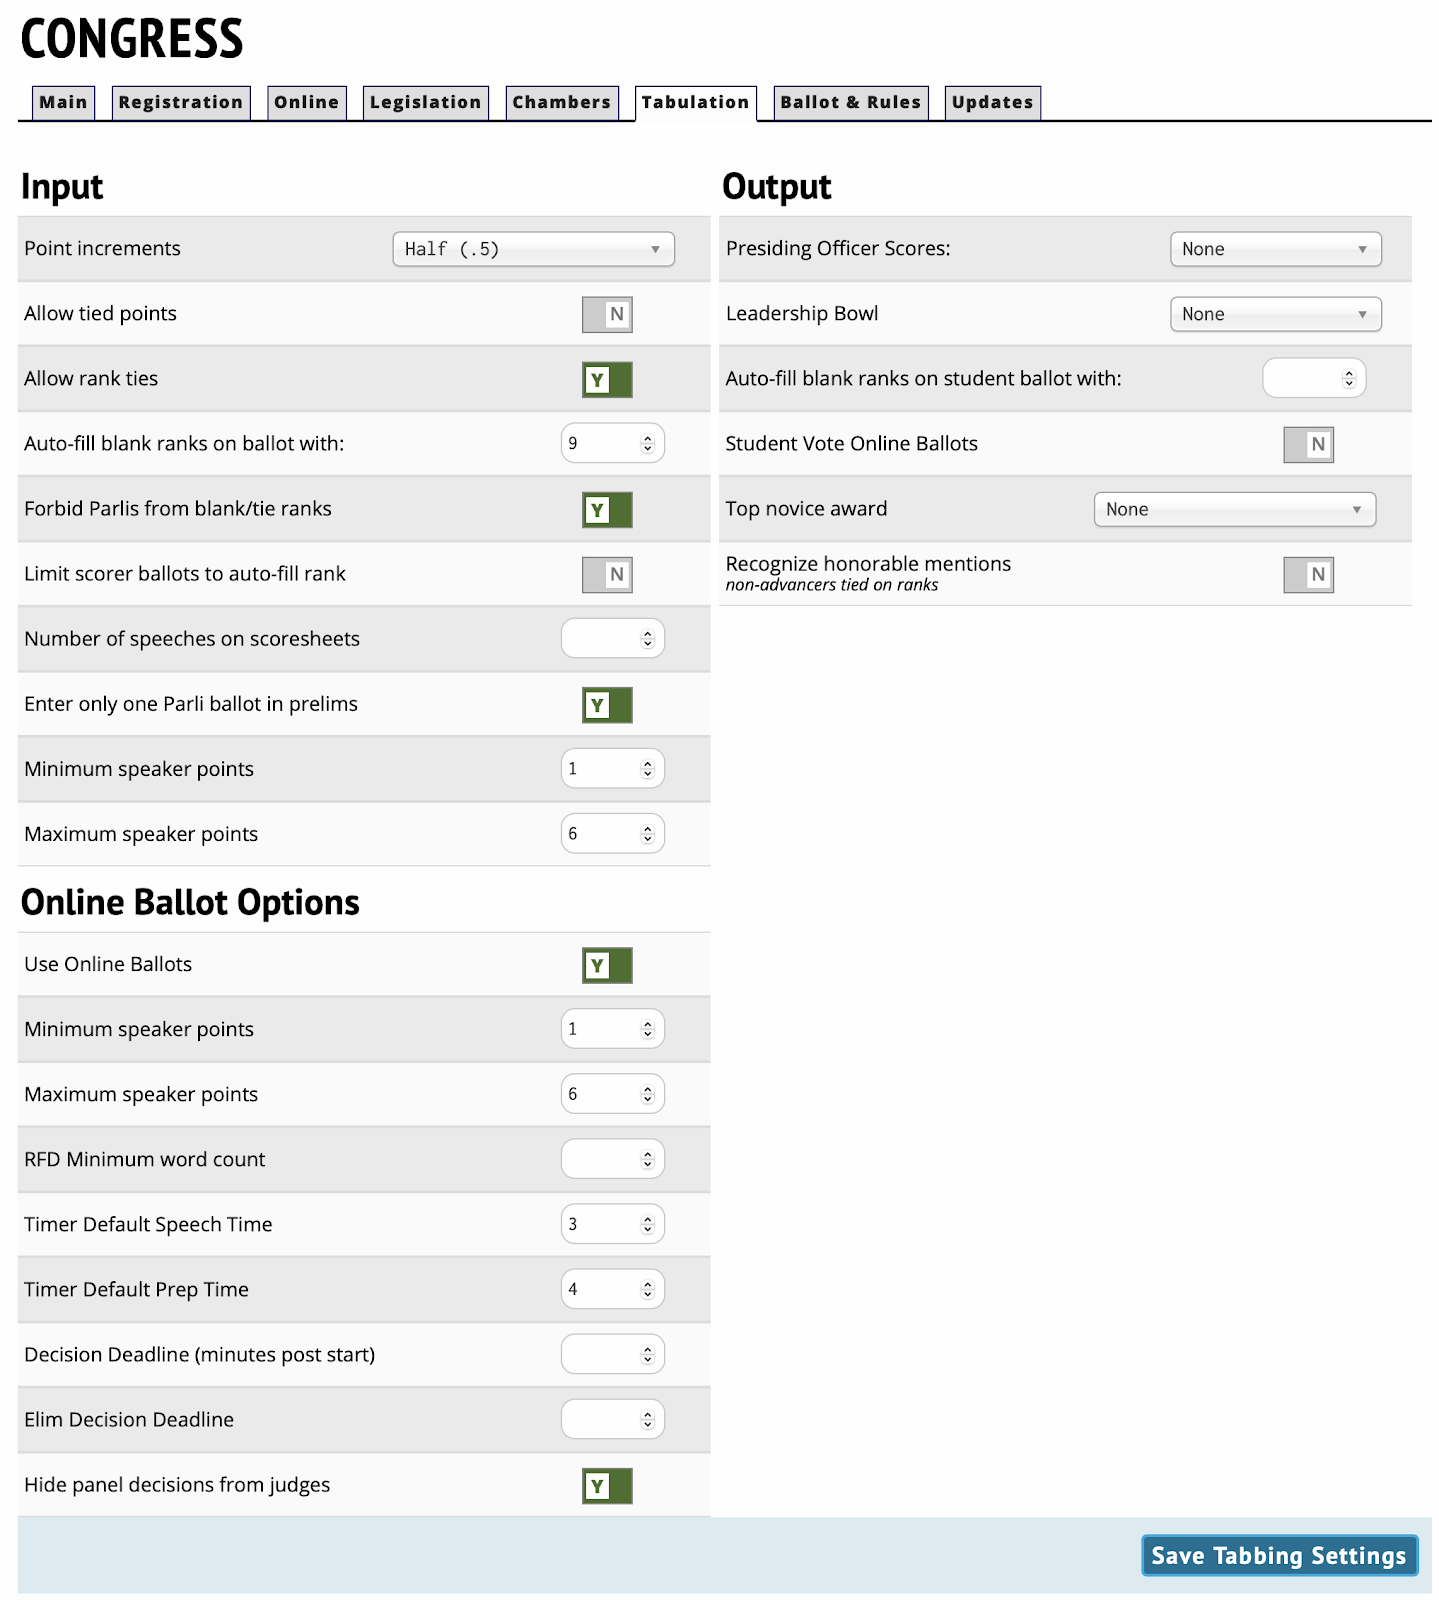 CONGRESS
Main Registration Online Legislation Chambers Tabulation Ballot & Rules Updates
Input
Point increments Half (.5)
Allow tied points N
Allow rank ties Y
Auto-fill blank ranks on ballot with: 9
Forbid Parlis from blank/tie ranks Y
Limit scorer ballots to auto-fill rank N
Number of speeches on scoresheets
Enter only one Parli ballot in prelims Y
Minimum speaker points 1
Maximum speaker points 6
Online Ballot Options
Use Online Ballots Y
Minimum speaker points 1
Maximum speaker points 6
RFD Minimum word count
Timer Default Speech Time 3
Timer Default Prep Time 4
Decision Deadline (minutes post start)
Elim Decision Deadline
Hide panel decisions from judges Y
Output
Presiding Officer Scores: None
Leadership Bowl None
Auto-fill blank ranks on student ballot with:
Student Vote Online Ballots N
Top novice award None
Recognize honorable mentions N
non-advancers tied on ranks
Save Tabbing Settings